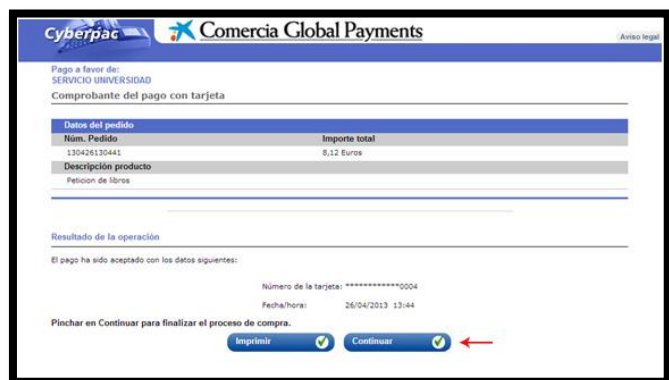 Cyberpac
Comercia Global Payments
Aviso legal
Pago a favor de:
SERVICIO UNIVERSIDAD
Comprobante del pago con tarjeta
Datos del pedido
Núm. Pedido Importe total
130426130441 8,12 Euros
Descripción producto
Peticion de libros
Resultado de la operación
El pago ha sido aceptado con los datos siguientes:
Número de la tarjeta: ************0004
Fecha/hora: 26/04/2013 13:44
Pinchar en Continuar para finalizar el proceso de compra.
Imprimir Continuar